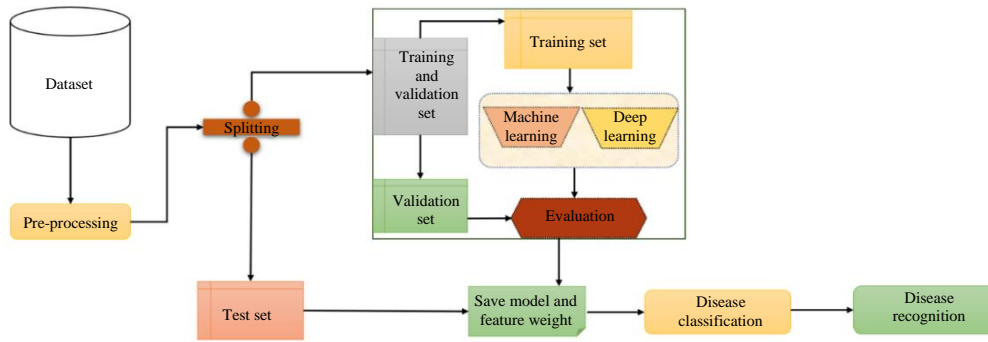 Dataset
Pre-processing
Splitting
Training
and
validation
set
Training set
Machine
learning
Deep
learning
Validation
set
Evaluation
Test set
Save model and
feature weight
Disease
classification
Disease
recognition